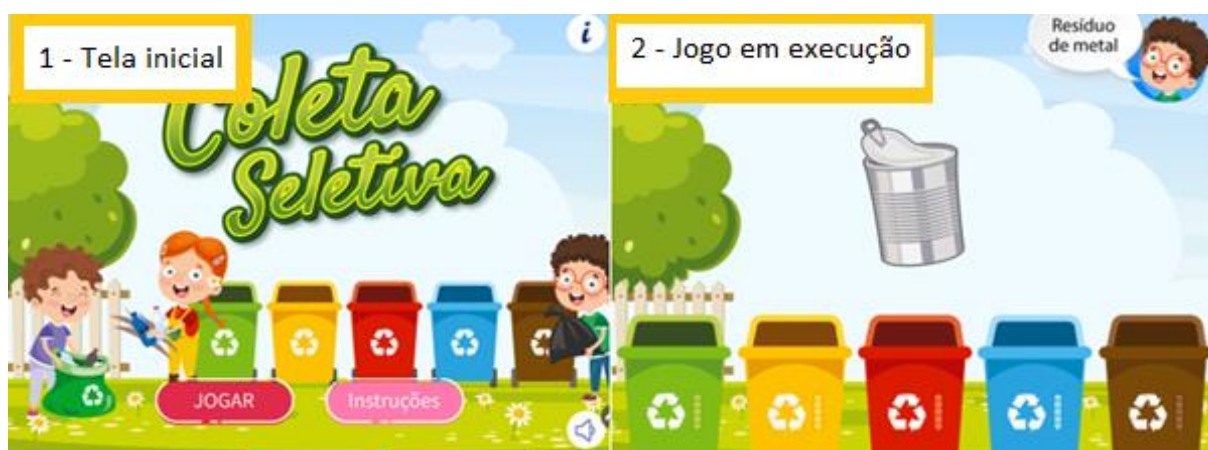 1 - Tela inicial
Coleta
Seletiva
i
JOGAR
Instruções
2 - Jogo em execução
Resíduo
de metal